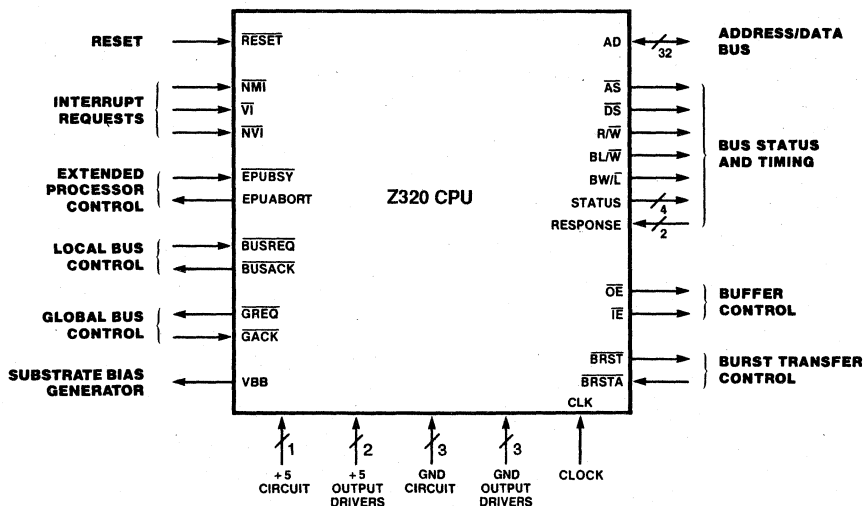 RESET
RESET
NMI
INTERRUPT
REQUESTS
VI
NVI
EXTENDED
PROCESSOR
CONTROL
EPUBSY
EPUABORT
LOCAL BUS
CONTROL
BUSREQ
BUSACK
GLOBAL BUS
CONTROL
GREQ
GACK
SUBSTRATE BIAS
GENERATOR
VBB
Z320 CPU
AD
32
ADDRESS/DATA
BUS
AS
DS
R/W
BL/W
BW/L
STATUS
4
RESPONSE
2
BUS STATUS
AND TIMING
OE
IE
BUFFER
CONTROL
BRST
BRSTA
BURST TRANSFER
CONTROL
CLK
1
2
3
3
+5
CIRCUIT
+5
OUTPUT
DRIVERS
GND
CIRCUIT
GND
OUTPUT
DRIVERS
CLOCK